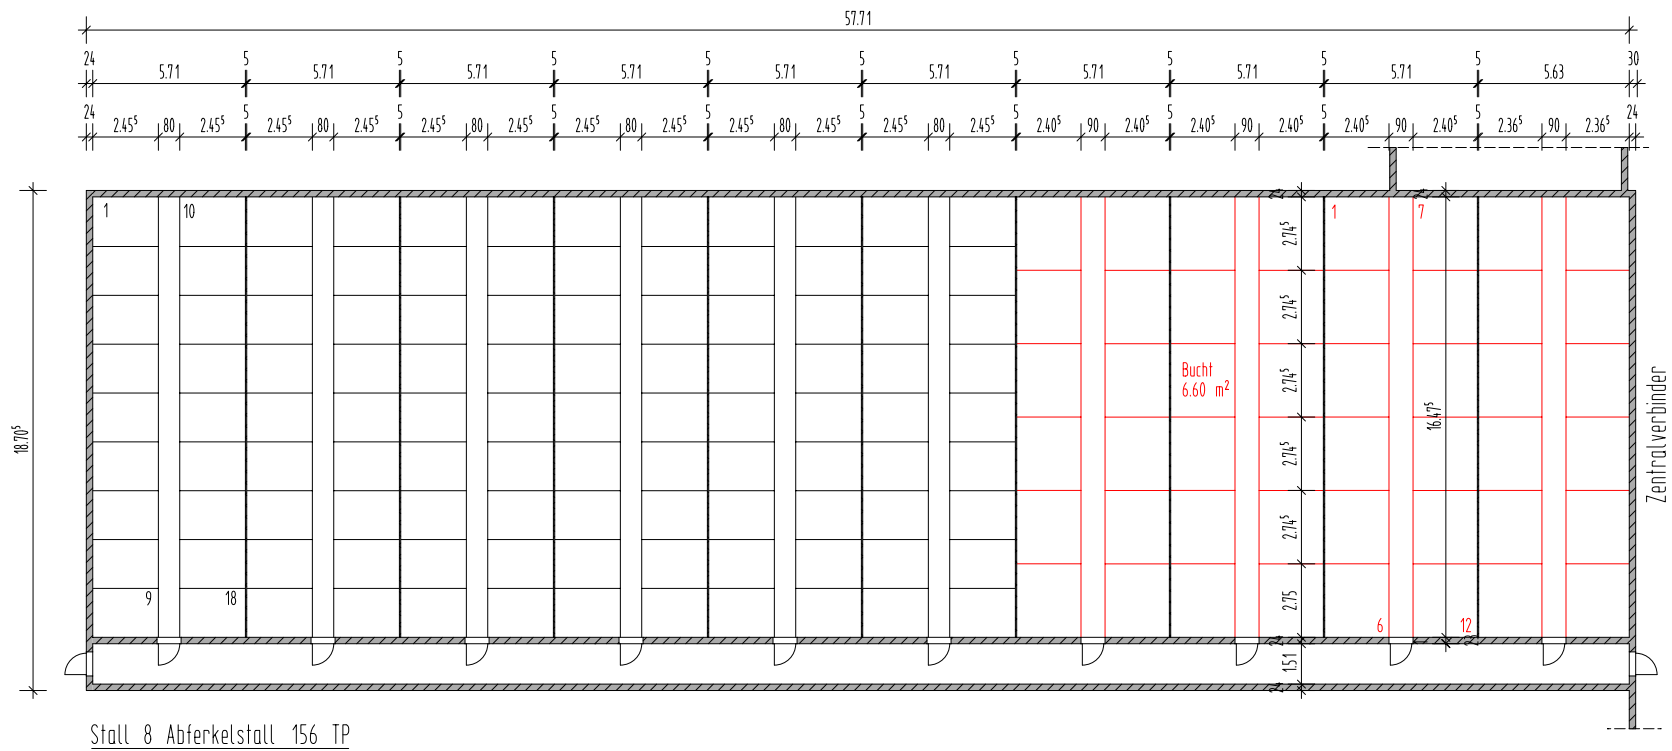 57.71
24 5 5 5 5 5 5 5 5 5 30
5.71 5.71 5.71 5.71 5.71 5.71 5.71 5.71 5.71 5.63
24 5 5 5 5 5 5 5 5 5 24
2.45⁵ 80 2.45⁵ 2.45⁵ 80 2.45⁵ 2.45⁵ 80 2.45⁵ 2.45⁵ 80 2.45⁵ 2.45⁵ 80 2.45⁵ 2.45⁵ 80 2.45⁵ 2.40⁵ 90 2.40⁵ 2.40⁵ 90 2.40⁵ 2.40⁵ 90 2.40⁵ 2.36⁵ 90 2.36⁵
24 24
1 10 1 7
2.74⁵
2.74⁵
Bucht
6.60 m²
2.74⁵
16.47⁵
Zentralverbinder
18.70⁵
2.74⁵
2.74⁵
2.75
9 18 6 12
24
1.51
24
Stall 8 Abferkelstall 156 TP